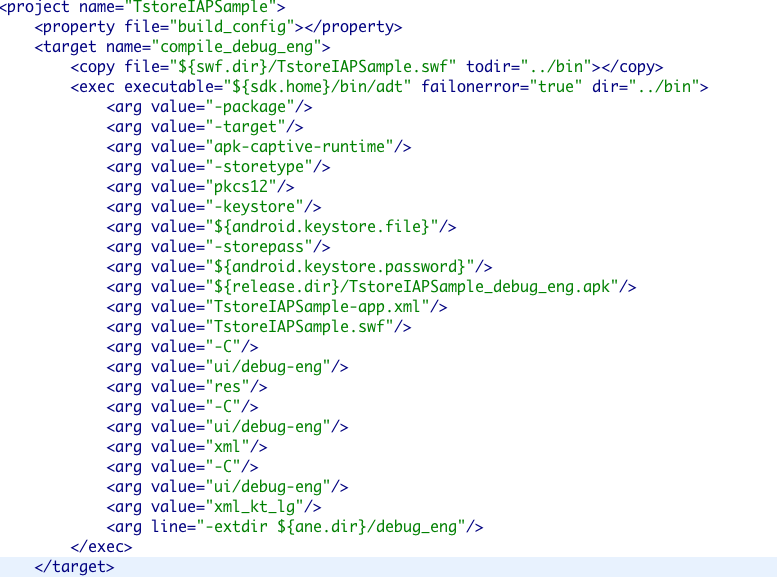 <project name="TstoreIAPSample">
<property file="build_config"></property>
<target name="compile_debug_eng">
<copy file="${swf.dir}/TstoreIAPSample.swf" todir="../bin"></copy>
<exec executable="${sdk.home}/bin/adt" failonerror="true" dir="../bin">
<arg value="-package"/>
<arg value="-target"/>
<arg value="apk-captive-runtime"/>
<arg value="-storetype"/>
<arg value="pkcs12"/>
<arg value="-keystore"/>
<arg value="${android.keystore.file}"/>
<arg value="-storepass"/>
<arg value="${android.keystore.password}"/>
<arg value="${release.dir}/TstoreIAPSample_debug_eng.apk"/>
<arg value="TstoreIAPSample-app.xml"/>
<arg value="TstoreIAPSample.swf"/>
<arg value="-C"/>
<arg value="ui/debug-eng"/>
<arg value="res"/>
<arg value="-C"/>
<arg value="ui/debug-eng"/>
<arg value="xml"/>
<arg value="-C"/>
<arg value="ui/debug-eng"/>
<arg value="xml_kt_lg"/>
<arg line="-extdir ${ane.dir}/debug_eng"/>
</exec>
</target>